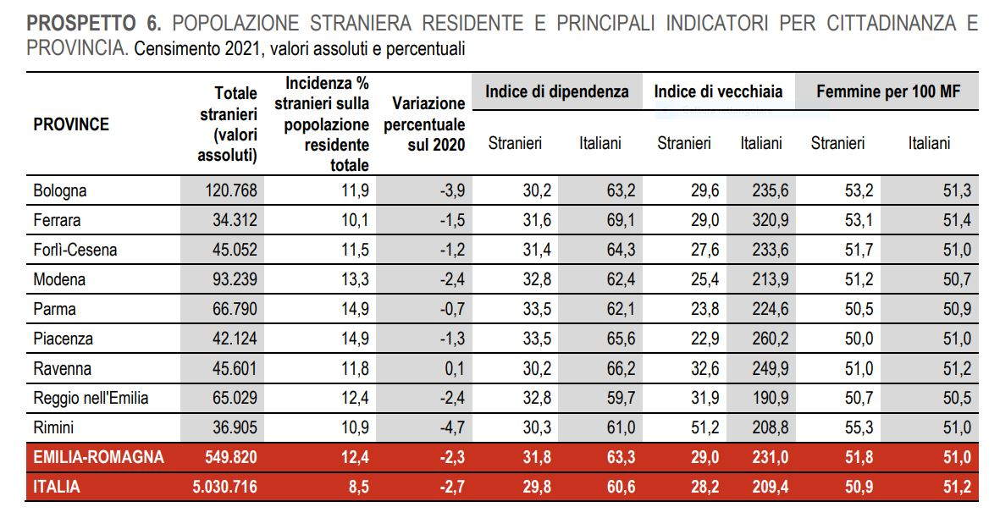 PROSPETTO 6. POPOLAZIONE STRANIERA RESIDENTE E PRINCIPALI INDICATORI PER CITTADINANZA E
PROVINCIA. Censimento 2021, valori assoluti e percentuali
PROVINCE Totale stranieri (valori assoluti) Incidenza % stranieri sulla popolazione residente totale Variazione percentuale sul 2020 Indice di dipendenza Indice di vecchiaia Femmine per 100 MF
Stranieri Italiani Stranieri Italiani Stranieri Italiani
Bologna 120.768 11,9 -3,9 30,2 63,2 29,6 235,6 53,2 51,3
Ferrara 34.312 10,1 -1,5 31,6 69,1 29,0 320,9 53,1 51,4
Forlì-Cesena 45.052 11,5 -1,2 31,4 64,3 27,6 233,6 51,7 51,0
Modena 93.239 13,3 -2,4 32,8 62,4 25,4 213,9 51,2 50,7
Parma 66.790 14,9 -0,7 33,5 62,1 23,8 224,6 50,5 50,9
Piacenza 42.124 14,9 -1,3 33,5 65,6 22,9 260,2 50,0 51,0
Ravenna 45.601 11,8 0,1 30,2 66,2 32,6 249,9 51,0 51,2
Reggio nell'Emilia 65.029 12,4 -2,4 32,8 59,7 31,9 190,9 50,7 50,5
Rimini 36.905 10,9 -4,7 30,3 61,0 51,2 208,8 55,3 51,0
EMILIA-ROMAGNA 549.820 12,4 -2,3 31,8 63,3 29,0 231,0 51,8 51,0
ITALIA 5.030.716 8,5 -2,7 29,8 60,6 28,2 209,4 50,9 51,2